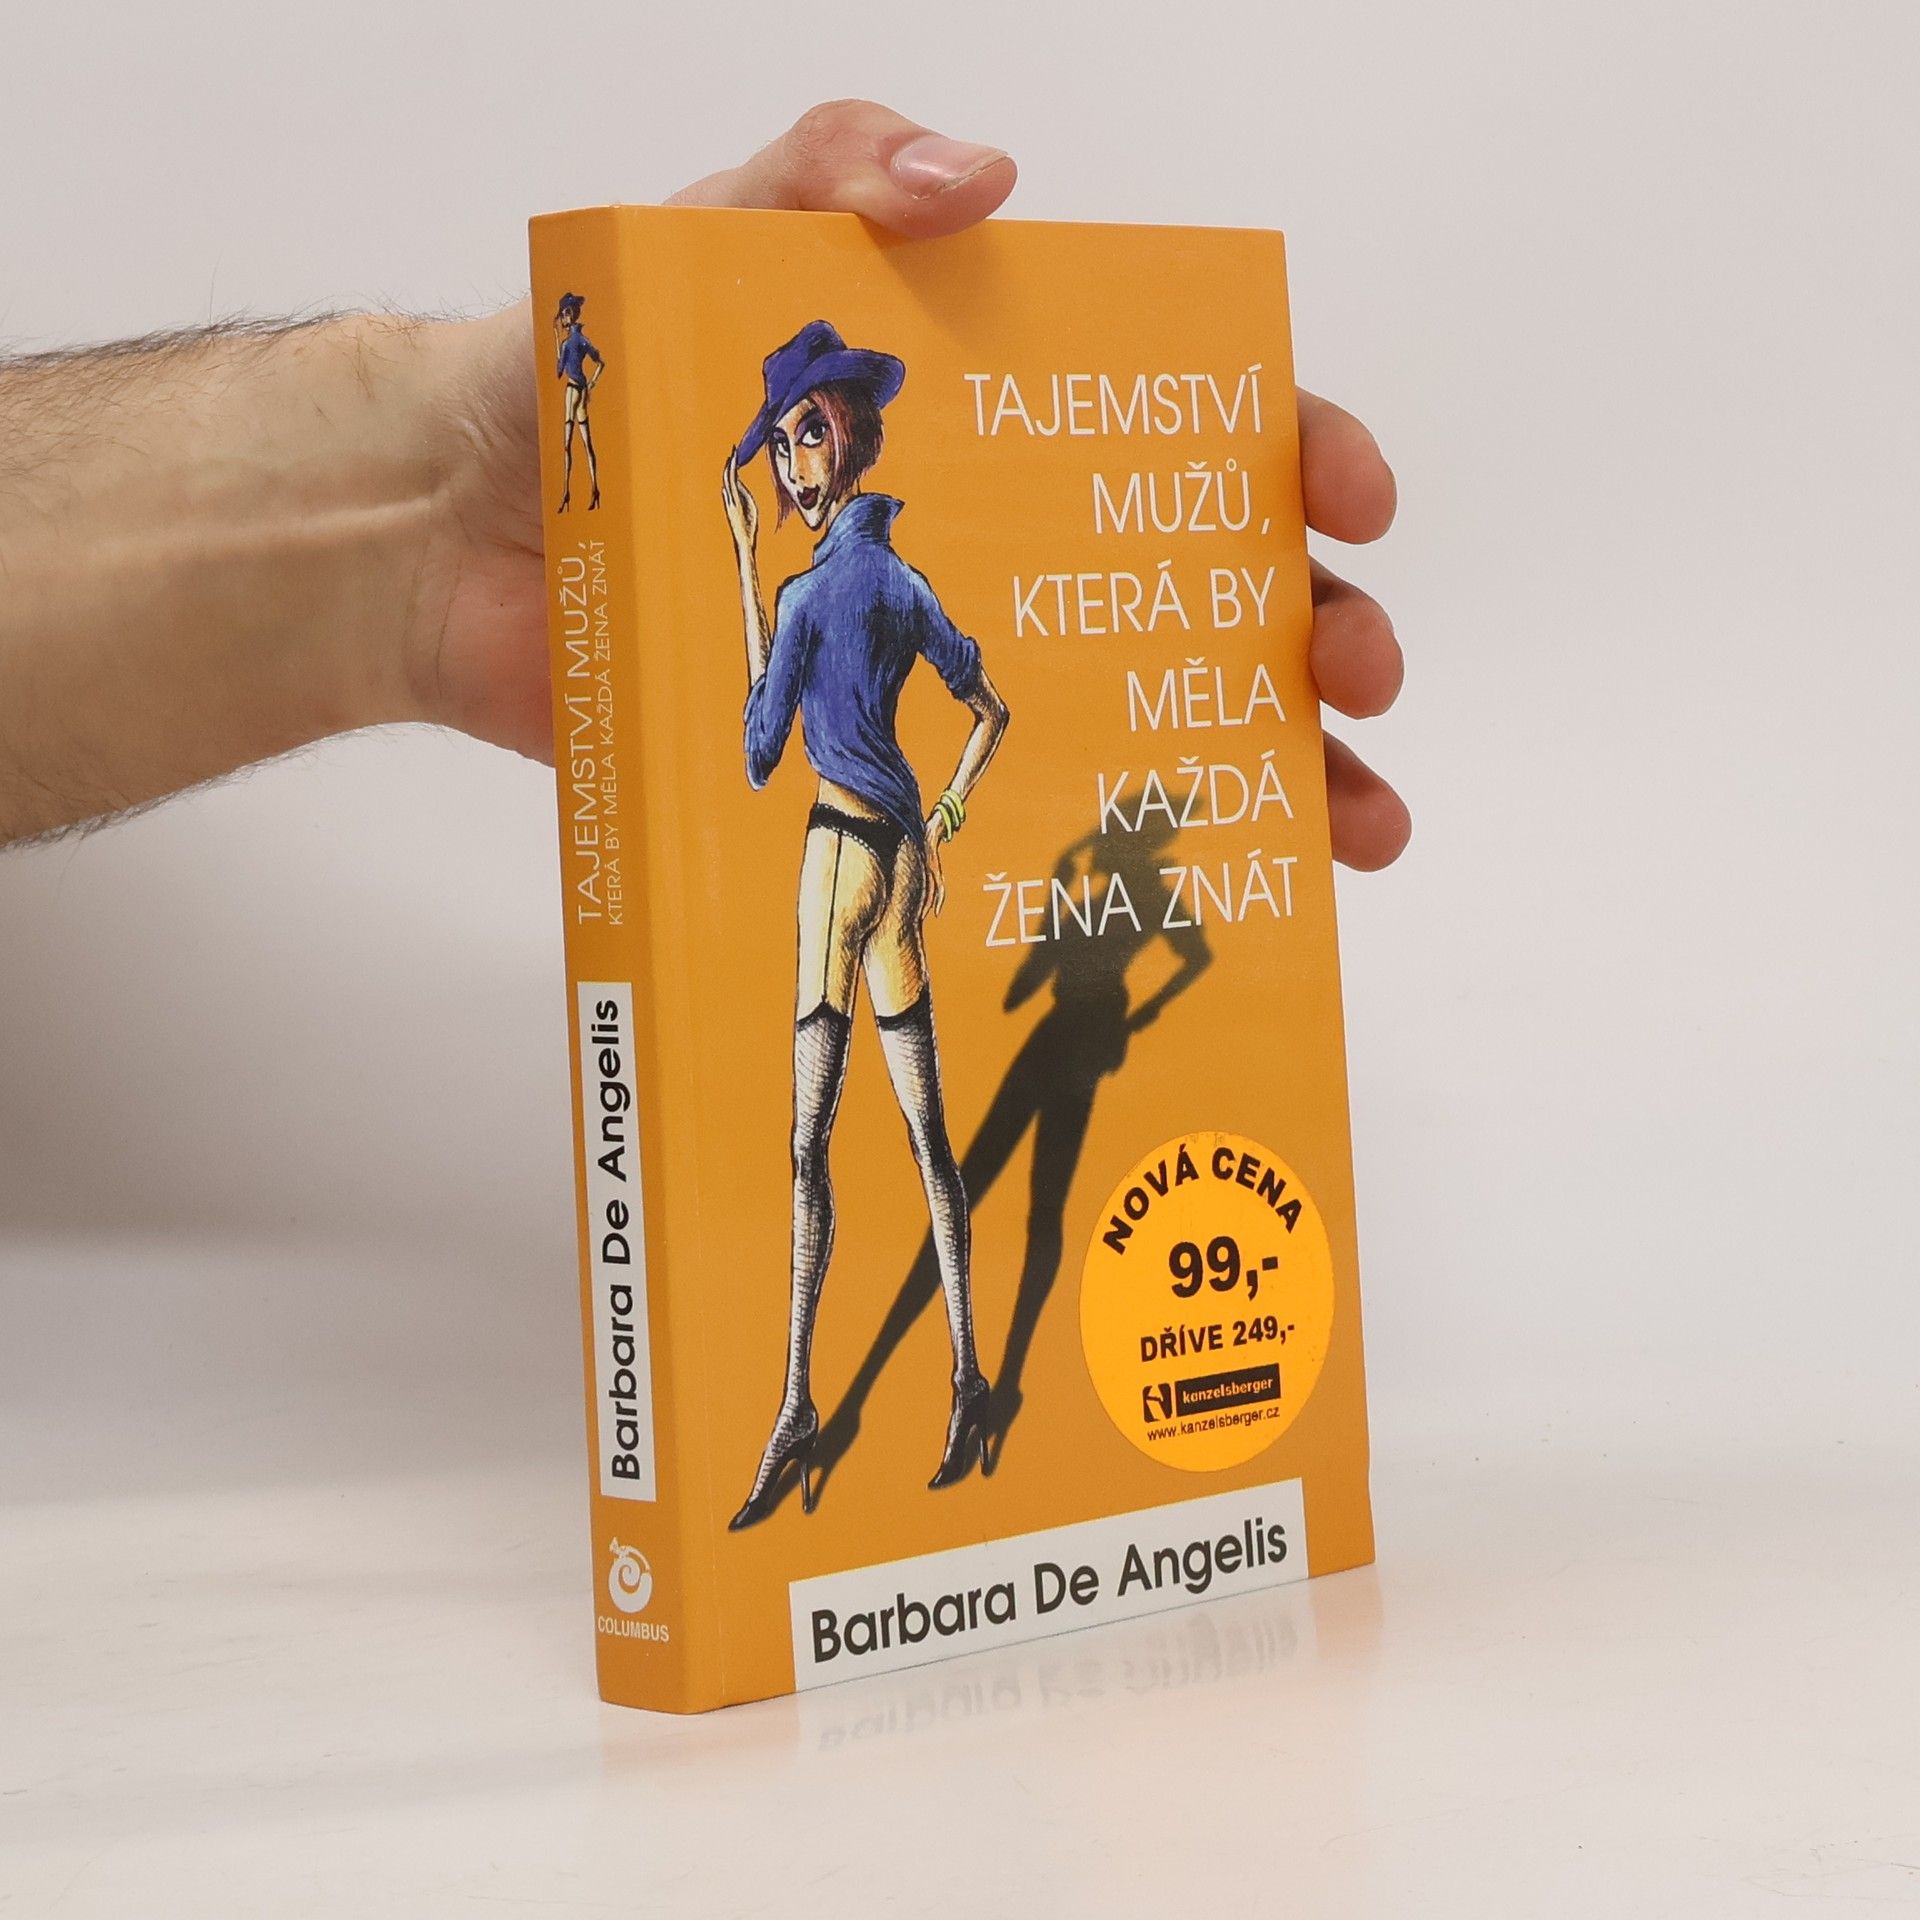 TAJEMSTVÍ MUŽŮ,
KTERÁ BY MĚLA KAŽDÁ ŽENA ZNÁT
Barbara De Angelis
COLUMBUS
TAJEMSTVÍ
MUŽŮ,
KTERÁ BY
MĚLA
KAŽDÁ
ŽENA ZNÁT
NOVÁ CENA
99,-
DŘÍVE 249,-
kanzelsberger
www.kanzelsberger.cz
Barbara De Angelis